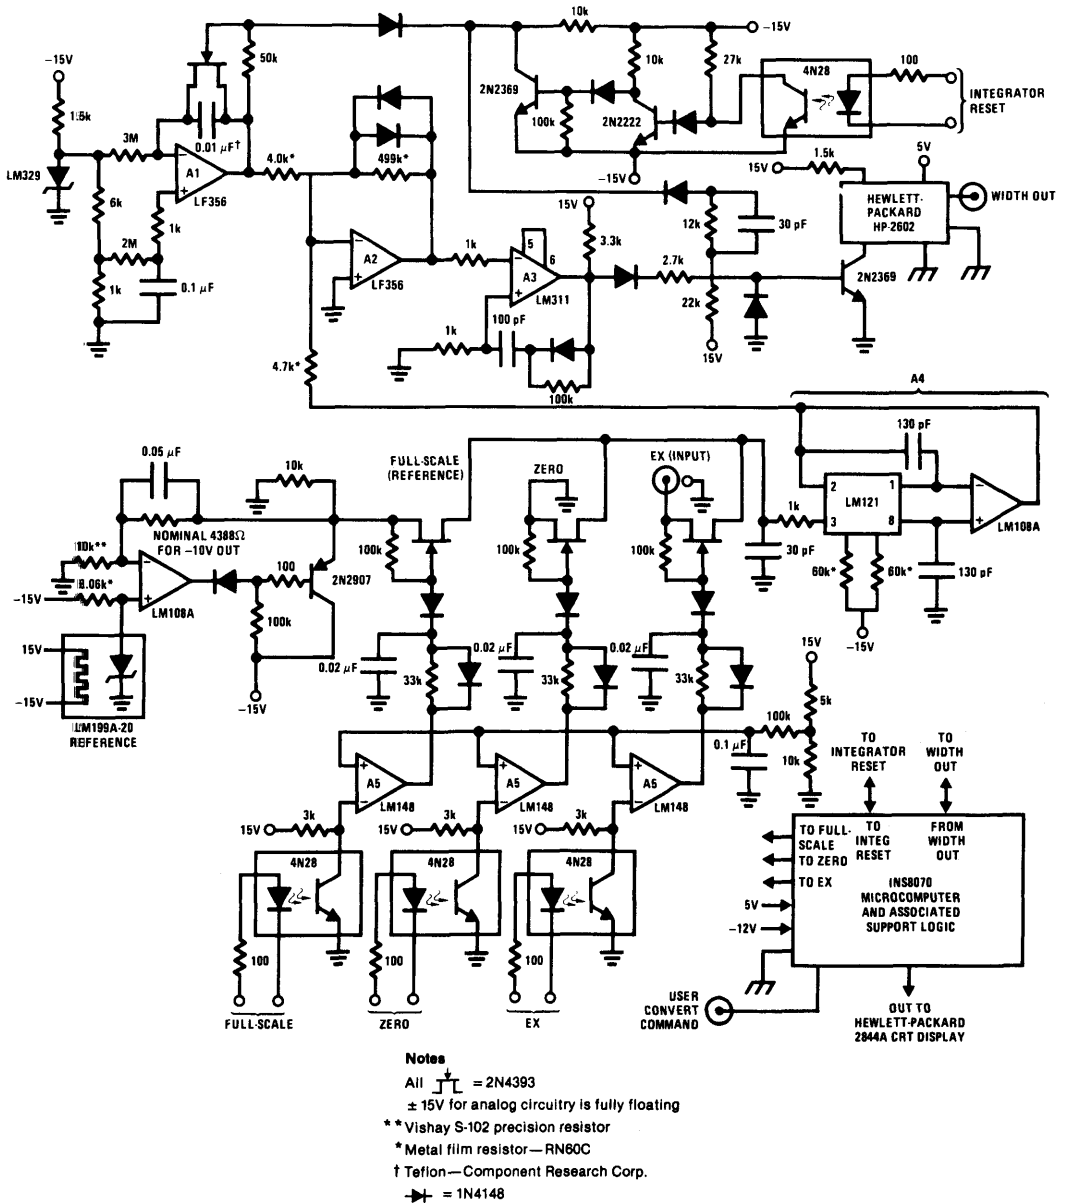 10k
−15V
−15V
50k
10k
27k
4N28
100
INTEGRATOR
RESET
2N2369
100k
2N2222
−15V
1.5k
3M
0.01 µF†
LM329
A1
LF356
4.0k*
499k*
6k
1k
2M
1k
0.1 µF
15V
1.5k
5V
HEWLETT-
PACKARD
HP-2602
WIDTH OUT
15V
12k
30 pF
3.3k
A2
LF356
1k
5
6
A3
LM311
2.7k
22k
15V
2N2369
1k
100 pF
100k
4.7k*
A4
0.05 µF
10k
FULL-SCALE
(REFERENCE)
ZERO
EX (INPUT)
130 pF
2
1
LM121
3
8
LM108A
1k
30 pF
60k*
60k*
130 pF
−15V
NOMINAL 4388Ω
FOR −10V OUT
10k**
8.06k*
−15V
LM108A
100
2N2907
100k
−15V
100k
100k
100k
15V
−15V
LM199A-20
REFERENCE
0.02 µF
33k
0.02 µF
33k
0.02 µF
33k
15V
5k
100k
10k
0.1 µF
A5
LM148
A5
LM148
A5
LM148
15V
3k
15V
3k
15V
3k
4N28
4N28
4N28
100
100
100
FULL-SCALE
ZERO
EX
TO
INTEGRATOR
RESET
TO
WIDTH
OUT
TO FULL-
SCALE
TO ZERO
TO EX
5V
−12V
TO
INTEG
RESET
FROM
WIDTH
OUT
INS8070
MICROCOMPUTER
AND ASSOCIATED
SUPPORT LOGIC
USER
CONVERT
COMMAND
OUT TO
HEWLETT-PACKARD
2844A CRT DISPLAY
Notes
All = 2N4393
± 15V for analog circuitry is fully floating
** Vishay S-102 precision resistor
* Metal film resistor—RN60C
† Teflon—Component Research Corp.
= 1N4148